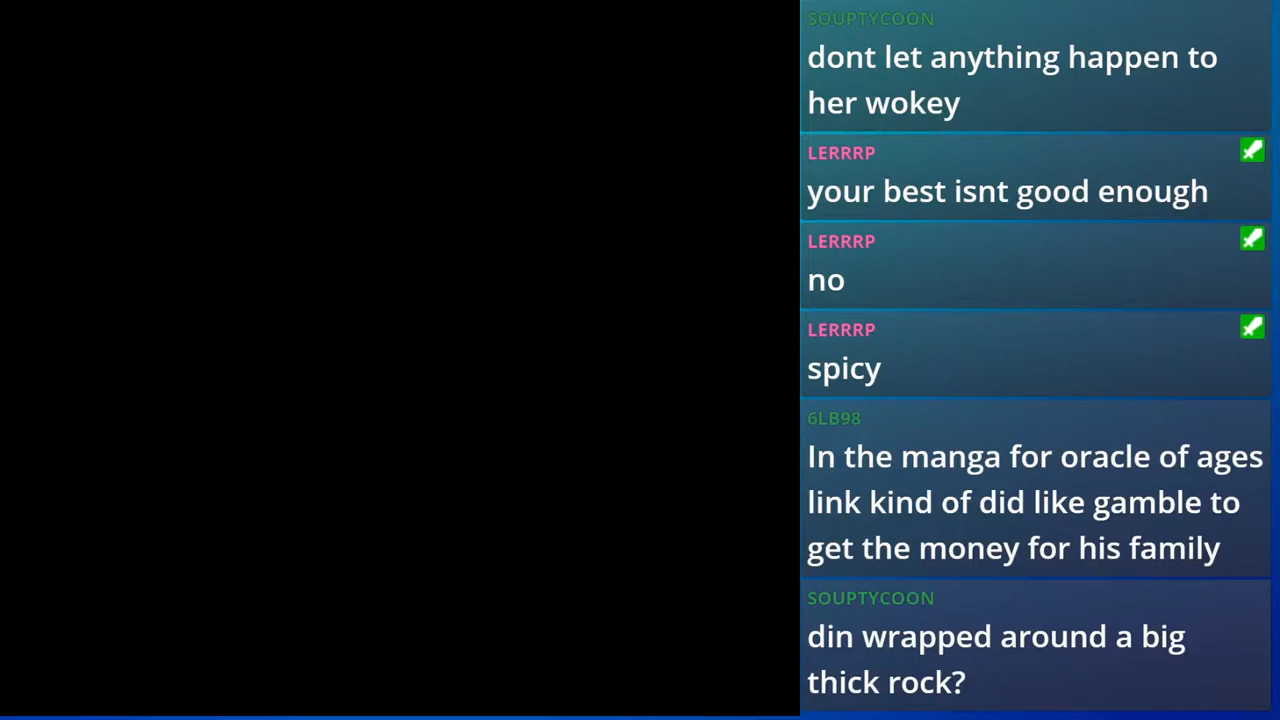 SOUPTYCOON
dont let anything happen to
her wokey
LERRRP
your best isnt good enough
LERRRP
no
LERRRP
spicy
6LB98
In the manga for oracle of ages
link kind of did like gamble to
get the money for his family
SOUPTYCOON
din wrapped around a big
thick rock?